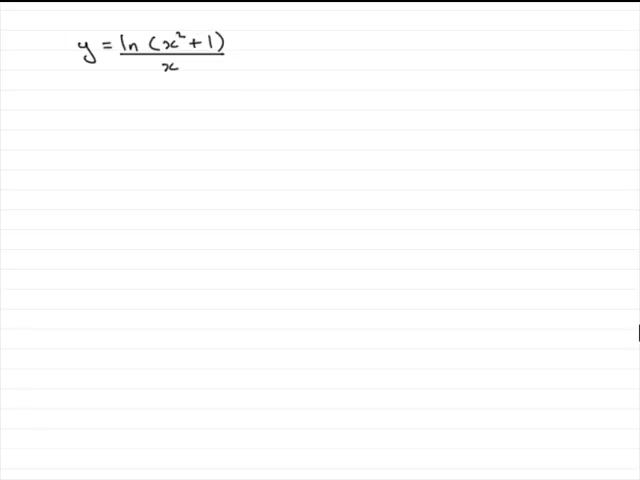 y = ln (x² + 1)
x